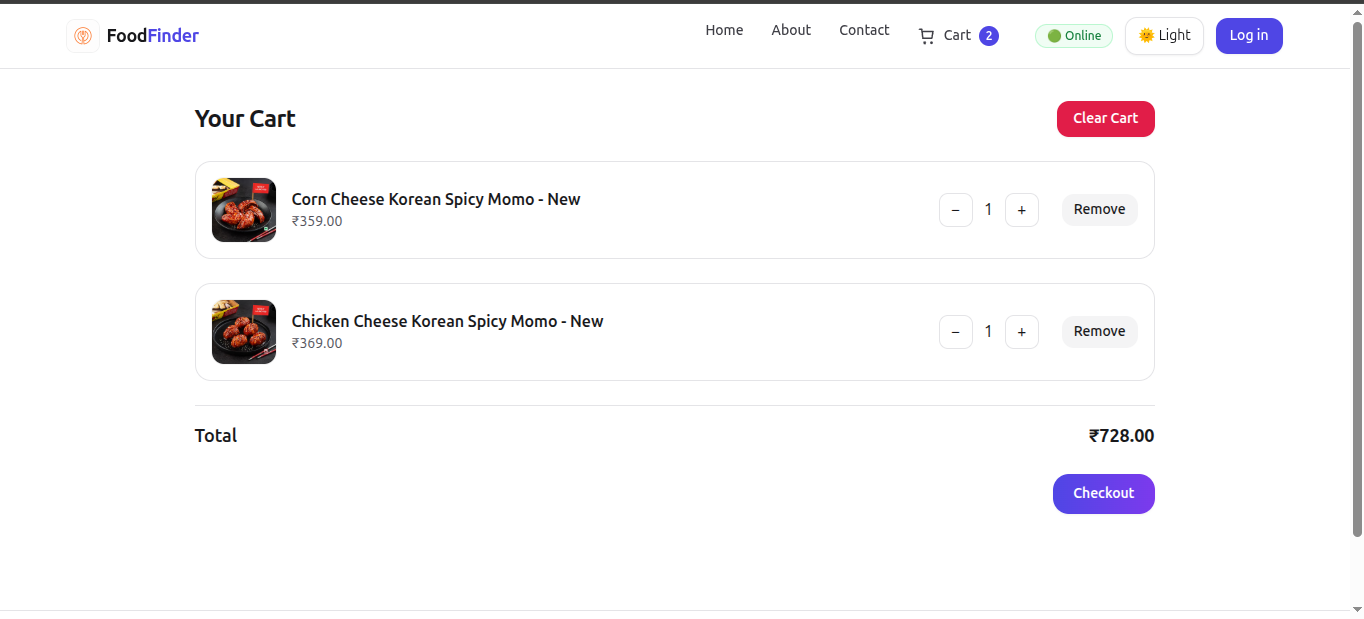 FoodFinder
Home About Contact Cart 2 Online Light Log in
Your Cart
Clear Cart
Corn Cheese Korean Spicy Momo - New
₹359.00
− 1 + Remove
Chicken Cheese Korean Spicy Momo - New
₹369.00
− 1 + Remove
Total ₹728.00
Checkout